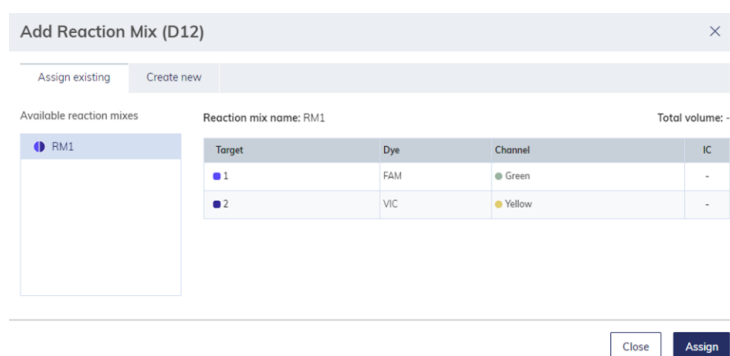 Add Reaction Mix (D12)
Assign existing Create new
Available reaction mixes
RM1
Reaction mix name: RM1 Total volume: -
Target Dye Channel IC
1 FAM Green -
2 VIC Yellow -
Close Assign